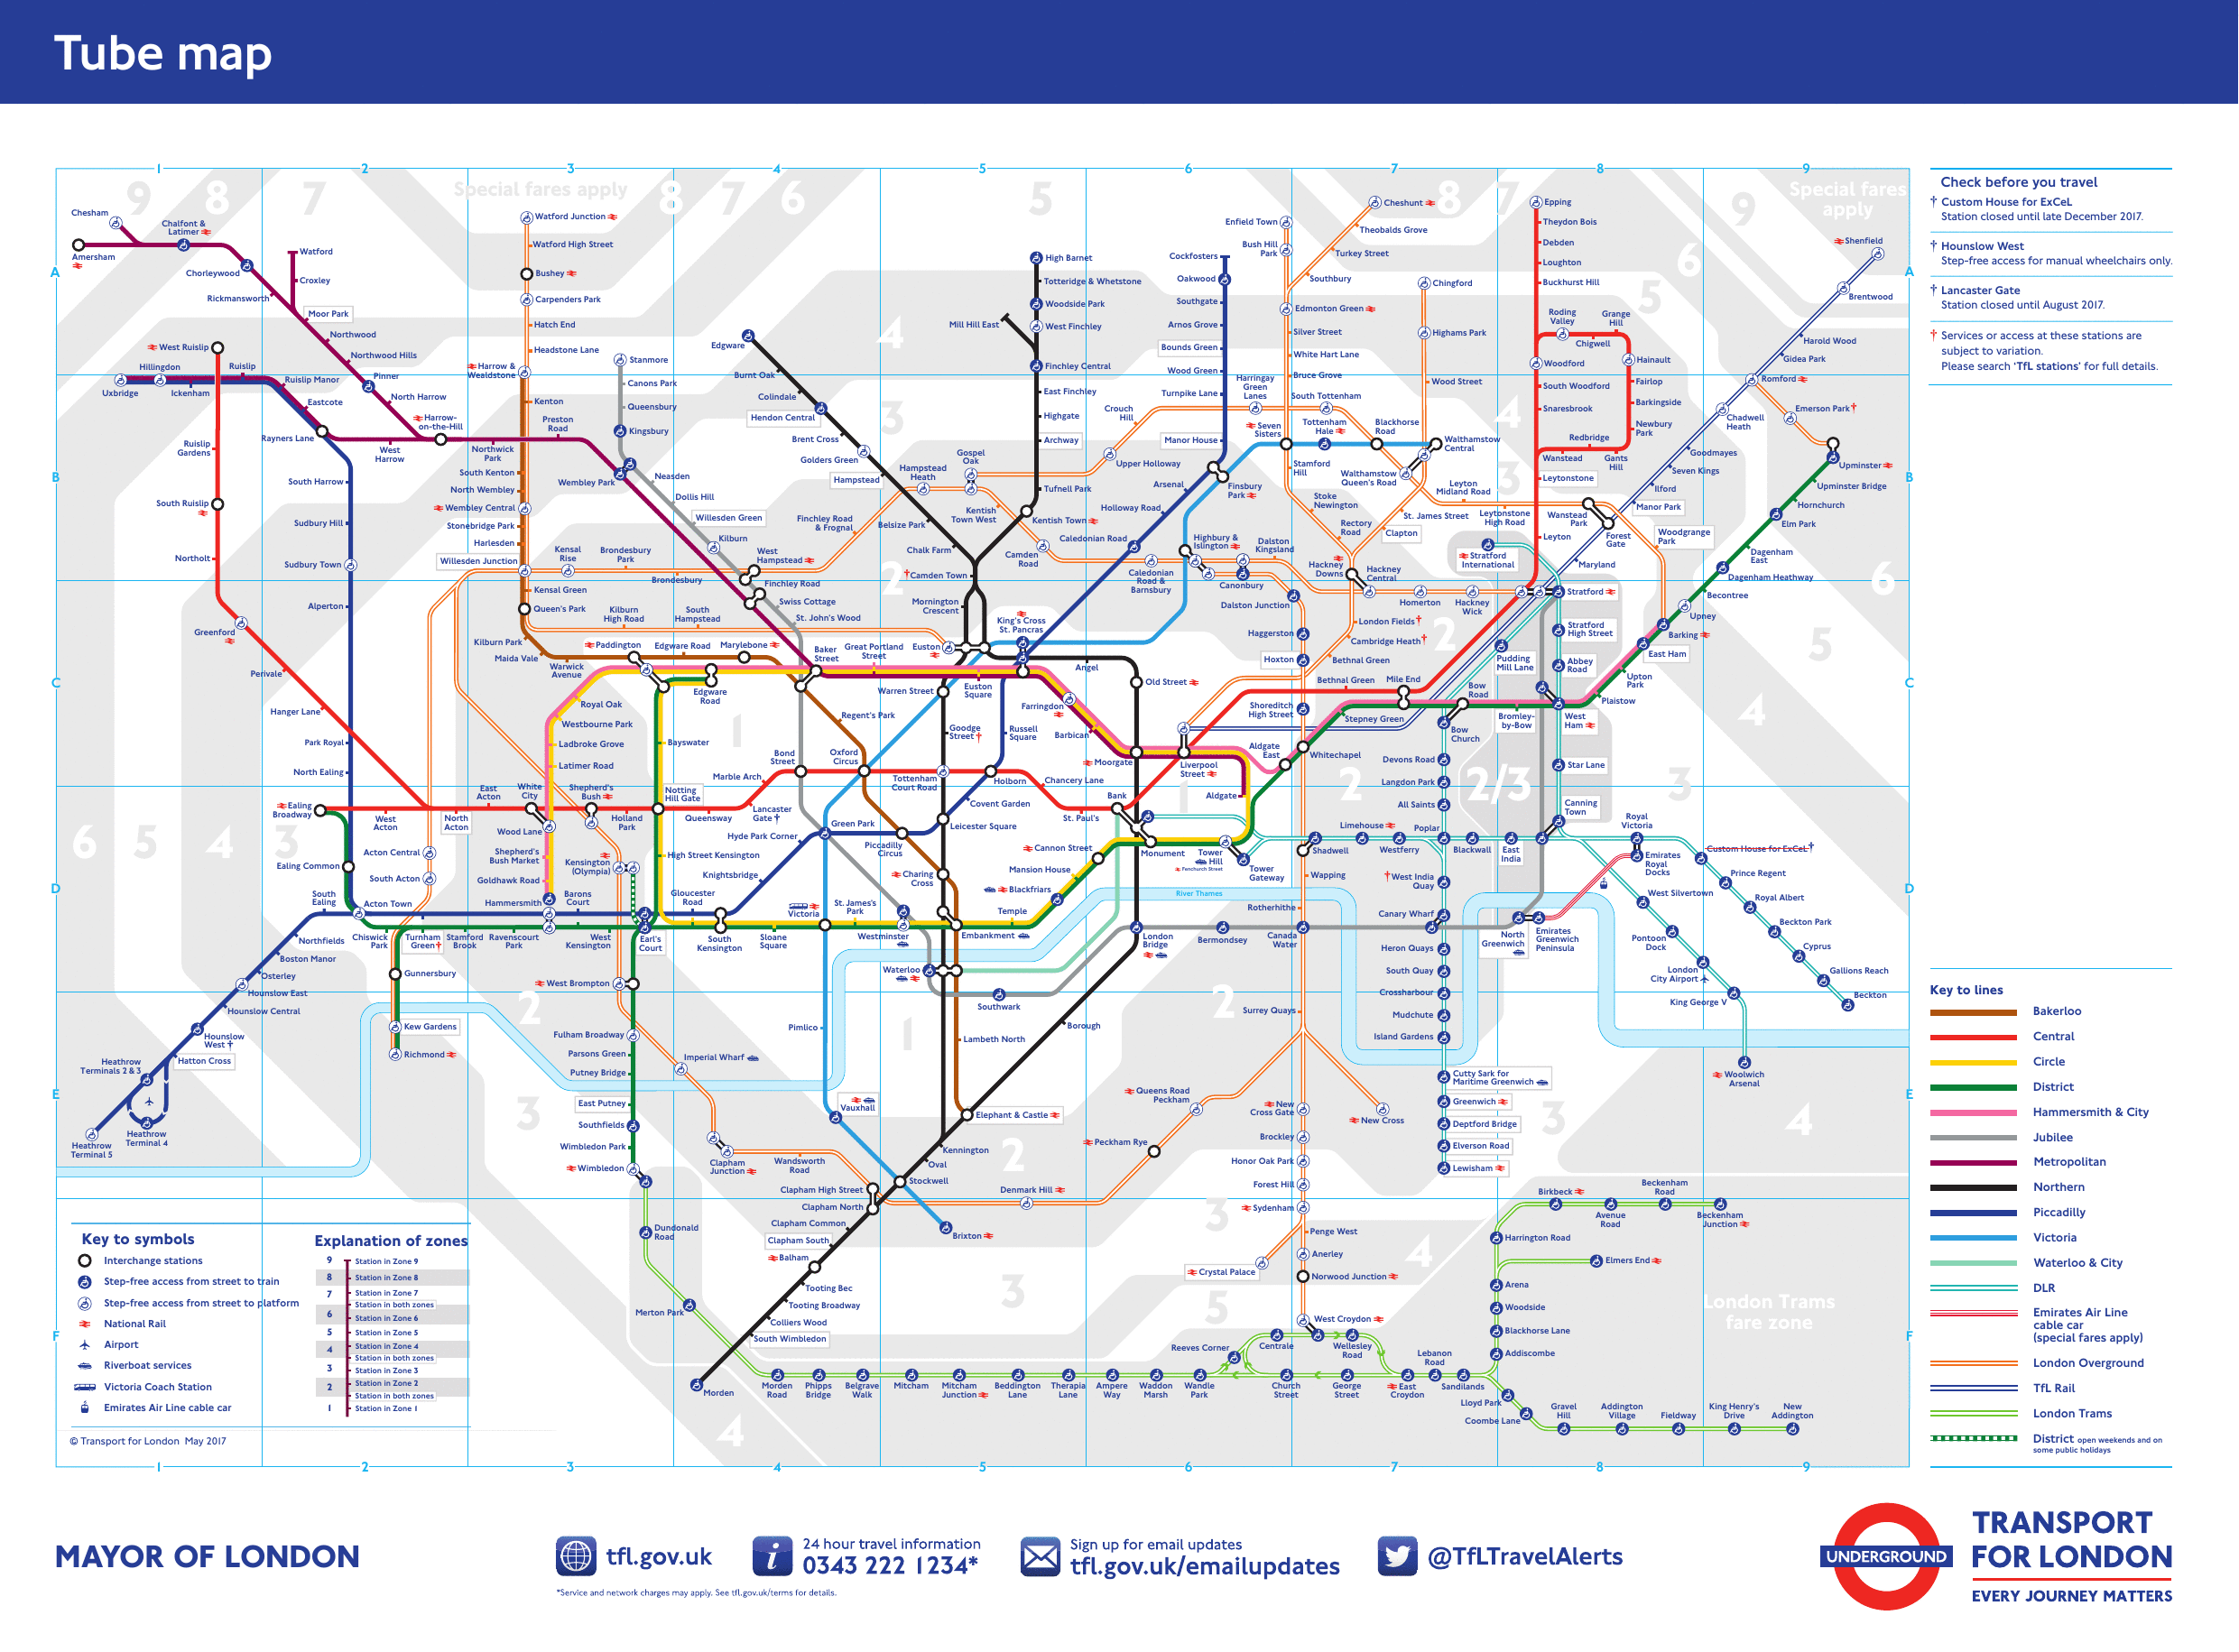 Tube map
1 2 3 4 5 6 7 8 9
Special fares apply
Special fares
apply
Chesham
Chalfont &
Latimer
Amersham
Chorleywood
Rickmansworth
Watford
Croxley
Moor Park
Northwood
Northwood Hills
Pinner
North Harrow
Harrow-
on-the-Hill
West Ruislip
Hillingdon
Ruislip
Uxbridge
Ickenham
Ruislip Manor
Eastcote
Rayners Lane
West
Harrow
Northwick
Park
Preston
Road
Ruislip
Gardens
South Ruislip
Northolt
Greenford
Perivale
Hanger Lane
South Harrow
Sudbury Hill
Sudbury Town
Alperton
Park Royal
North Ealing
Ealing
Broadway
West
Acton
East
Acton
North
Acton
Ealing Common
South
Ealing
Acton Town
Acton Central
South Acton
Northfields
Boston Manor
Osterley
Hounslow East
Hounslow Central
Hounslow
West †
Hatton Cross
Heathrow
Terminals 2 & 3
Heathrow
Terminal 4
Heathrow
Terminal 5
Watford Junction
Watford High Street
Bushey
Carpenders Park
Hatch End
Headstone Lane
Harrow &
Wealdstone
Kenton
South Kenton
North Wembley
Wembley Central
Stonebridge Park
Harlesden
Willesden Junction
Kensal Green
Queen's Park
Kilburn Park
Maida Vale
Warwick
Avenue
Kensal
Rise
Brondesbury
Park
Brondesbury
Kilburn
High Road
South
Hampstead
Stanmore
Canons Park
Queensbury
Kingsbury
Wembley Park
Neasden
Dollis Hill
Willesden Green
Kilburn
West
Hampstead
Finchley Road
Swiss Cottage
St. John's Wood
Finchley Road
& Frognal
Edgware
Burnt Oak
Colindale
Hendon Central
Brent Cross
Golders Green
Hampstead
Belsize Park
Chalk Farm
†Camden Town
Mornington
Crescent
Hampstead
Heath
Gospel
Oak
Kentish
Town West
Camden
Road
High Barnet
Totteridge & Whetstone
Woodside Park
West Finchley
Mill Hill East
Finchley Central
East Finchley
Highgate
Archway
Tufnell Park
Kentish Town
Crouch
Hill
Upper Holloway
Cockfosters
Oakwood
Southgate
Arnos Grove
Bounds Green
Wood Green
Turnpike Lane
Manor House
Finsbury
Park
Arsenal
Holloway Road
Caledonian Road
Caledonian
Road &
Barnsbury
Highbury &
Islington
Canonbury
Dalston
Kingsland
Dalston Junction
Harringay
Green
Lanes
South Tottenham
Enfield Town
Bush Hill
Park
Cheshunt
Theobalds Grove
Turkey Street
Southbury
Edmonton Green
Silver Street
White Hart Lane
Bruce Grove
Seven
Sisters
Tottenham
Hale
Blackhorse
Road
Walthamstow
Central
Walthamstow
Queen's Road
Chingford
Highams Park
Wood Street
Stamford
Hill
Stoke
Newington
Rectory
Road
St. James Street
Clapton
Hackney
Downs
Hackney
Central
Homerton
Hackney
Wick
Leyton
Midland Road
Leytonstone
High Road
Wanstead
Park
Woodgrange
Park
Epping
Theydon Bois
Debden
Loughton
Buckhurst Hill
Roding
Valley
Chigwell
Grange
Hill
Hainault
Fairlop
Barkingside
Newbury
Park
Woodford
South Woodford
Snaresbrook
Redbridge
Wanstead
Gants
Hill
Leytonstone
Leyton
Shenfield
Brentwood
Harold Wood
Gidea Park
Romford
Emerson Park†
Chadwell
Heath
Goodmayes
Seven Kings
Ilford
Manor Park
Forest
Gate
Maryland
Upminster
Upminster Bridge
Hornchurch
Elm Park
Dagenham
East
Dagenham Heathway
Becontree
Upney
Barking
East Ham
Upton
Park
Plaistow
West
Ham
Bromley-
by-Bow
Bow
Road
Mile End
Stepney Green
Bethnal Green
Stratford
International
Stratford
Stratford
High Street
Abbey
Road
Pudding
Mill Lane
Star Lane
Canning
Town
Bow
Church
Devons Road
Langdon Park
All Saints
Poplar
Blackwall
East
India
Limehouse
Westferry
†West India
Quay
Canary Wharf
Heron Quays
South Quay
Crossharbour
Mudchute
Island Gardens
Cutty Sark for
Maritime Greenwich
Greenwich
Deptford Bridge
Elverson Road
Lewisham
Royal
Victoria
Emirates
Royal
Docks
Custom House for ExCeL†
Prince Regent
Royal Albert
Beckton Park
Cyprus
Gallions Reach
Beckton
West Silvertown
Pontoon
Dock
London
City Airport
King George V
Woolwich
Arsenal
North
Greenwich
Emirates
Greenwich
Peninsula
London Fields†
Cambridge Heath†
Bethnal Green
Haggerston
Hoxton
Shoreditch
High Street
Whitechapel
Aldgate
East
Aldgate
Liverpool
Street
Moorgate
Old Street
Angel
King's Cross
St. Pancras
Euston
Warren Street
Euston
Square
Great Portland
Street
Baker
Street
Marylebone
Edgware Road
Paddington
Edgware
Road
Royal Oak
Westbourne Park
Ladbroke Grove
Latimer Road
White
City
Wood Lane
Shepherd's
Bush
Shepherd's
Bush Market
Goldhawk Road
Hammersmith
Holland
Park
Notting
Hill Gate
Queensway
Bayswater
Lancaster
Gate †
Marble Arch
Bond
Street
Oxford
Circus
Regent's Park
Goodge
Street †
Tottenham
Court Road
Russell
Square
Holborn
Farringdon
Barbican
Chancery Lane
St. Paul's
Bank
Covent Garden
Leicester Square
Piccadilly
Circus
Green Park
Hyde Park Corner
Knightsbridge
High Street Kensington
Kensington
(Olympia)
Barons
Court
Gloucester
Road
Earl's
Court
South
Kensington
Sloane
Square
Victoria
St. James's
Park
Westminster
Charing
Cross
Embankment
Temple
Blackfriars
Mansion House
Cannon Street
Monument
Tower
Hill
Fenchurch Street
Tower
Gateway
Shadwell
Wapping
Rotherhithe
Canada
Water
Bermondsey
London
Bridge
Southwark
Waterloo
River Thames
Surrey Quays
Chiswick
Park
Turnham
Green†
Stamford
Brook
Ravenscourt
Park
West
Kensington
Gunnersbury
Kew Gardens
Richmond
West Brompton
Fulham Broadway
Parsons Green
Putney Bridge
East Putney
Southfields
Wimbledon Park
Wimbledon
Imperial Wharf
Clapham
Junction
Wandsworth
Road
Clapham High Street
Clapham North
Clapham Common
Clapham South
Balham
Tooting Bec
Tooting Broadway
Colliers Wood
South Wimbledon
Morden
Pimlico
Vauxhall
Stockwell
Brixton
Oval
Kennington
Elephant & Castle
Lambeth North
Borough
Denmark Hill
Peckham Rye
Queens Road
Peckham
New
Cross Gate
New Cross
Brockley
Honor Oak Park
Forest Hill
Sydenham
Crystal Palace
Penge West
Anerley
Norwood Junction
West Croydon
Dundonald
Road
Merton Park
Morden
Road
Phipps
Bridge
Belgrave
Walk
Mitcham
Mitcham
Junction
Beddington
Lane
Therapia
Lane
Ampere
Way
Waddon
Marsh
Wandle
Park
Reeves Corner
Centrale
Wellesley
Road
Church
Street
George
Street
East
Croydon
Lebanon
Road
Sandilands
Lloyd Park
Coombe Lane
Gravel
Hill
Addington
Village
Fieldway
King Henry's
Drive
New
Addington
Addiscombe
Blackhorse Lane
Woodside
Arena
Elmers End
Harrington Road
Birkbeck
Avenue
Road
Beckenham
Road
Beckenham
Junction
London Trams
fare zone
Check before you travel
† Custom House for ExCeL
Station closed until late December 2017.
† Hounslow West
Step-free access for manual wheelchairs only.
† Lancaster Gate
Station closed until August 2017.
† Services or access at these stations are
subject to variation.
Please search 'TfL stations' for full details.
Key to lines
Bakerloo
Central
Circle
District
Hammersmith & City
Jubilee
Metropolitan
Northern
Piccadilly
Victoria
Waterloo & City
DLR
Emirates Air Line
cable car
(special fares apply)
London Overground
TfL Rail
London Trams
District open weekends and on
some public holidays
Key to symbols
Interchange stations
Step-free access from street to train
Step-free access from street to platform
National Rail
Airport
Riverboat services
Victoria Coach Station
Emirates Air Line cable car
Explanation of zones
9 Station in Zone 9
8 Station in Zone 8
7 Station in Zone 7
Station in both zones
6 Station in Zone 6
5 Station in Zone 5
4 Station in Zone 4
Station in both zones
3 Station in Zone 3
2 Station in Zone 2
Station in both zones
1 Station in Zone 1
© Transport for London May 2017
1 2 3 4 5 6 7 8 9
MAYOR OF LONDON
tfl.gov.uk
24 hour travel information
0343 222 1234*
*Service and network charges may apply. See tfl.gov.uk/terms for details.
Sign up for email updates
tfl.gov.uk/emailupdates
@TfLTravelAlerts
UNDERGROUND
TRANSPORT
FOR LONDON
EVERY JOURNEY MATTERS